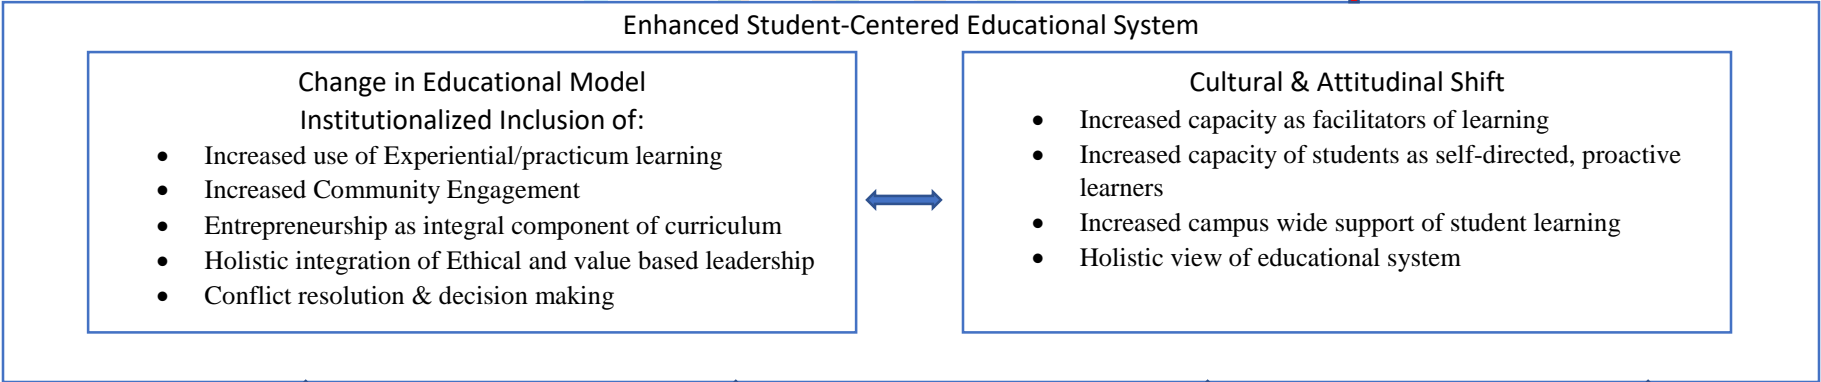 Enhanced Student-Centered Educational System
Change in Educational Model
Institutionalized Inclusion of:
• Increased use of Experiential/practicum learning
• Increased Community Engagement
• Entrepreneurship as integral component of curriculum
• Holistic integration of Ethical and value based leadership
• Conflict resolution & decision making
Cultural & Attitudinal Shift
• Increased capacity as facilitators of learning
• Increased capacity of students as self-directed, proactive
learners
• Increased campus wide support of student learning
• Holistic view of educational system